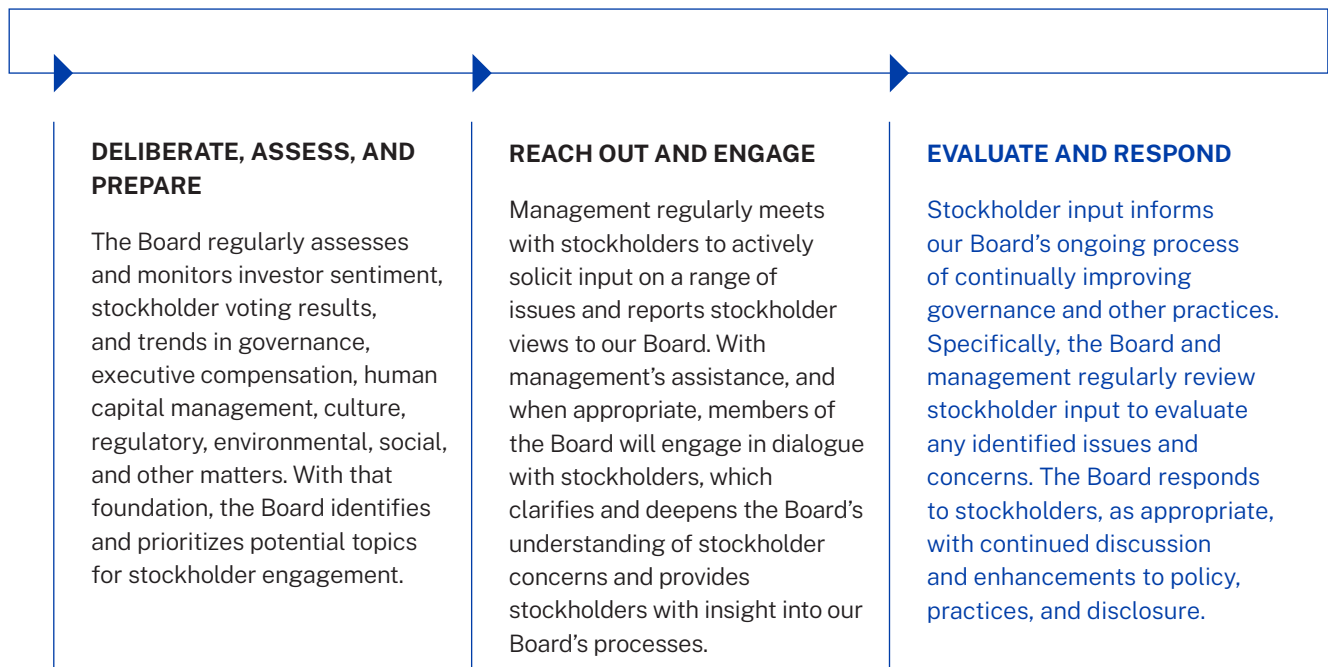 DELIBERATE, ASSESS, AND
PREPARE
The Board regularly assesses
and monitors investor sentiment,
stockholder voting results,
and trends in governance,
executive compensation, human
capital management, culture,
regulatory, environmental, social,
and other matters. With that
foundation, the Board identifies
and prioritizes potential topics
for stockholder engagement.
REACH OUT AND ENGAGE
Management regularly meets
with stockholders to actively
solicit input on a range of
issues and reports stockholder
views to our Board. With
management’s assistance, and
when appropriate, members of
the Board will engage in dialogue
with stockholders, which
clarifies and deepens the Board’s
understanding of stockholder
concerns and provides
stockholders with insight into our
Board’s processes.
EVALUATE AND RESPOND
Stockholder input informs
our Board’s ongoing process
of continually improving
governance and other practices.
Specifically, the Board and
management regularly review
stockholder input to evaluate
any identified issues and
concerns. The Board responds
to stockholders, as appropriate,
with continued discussion
and enhancements to policy,
practices, and disclosure.